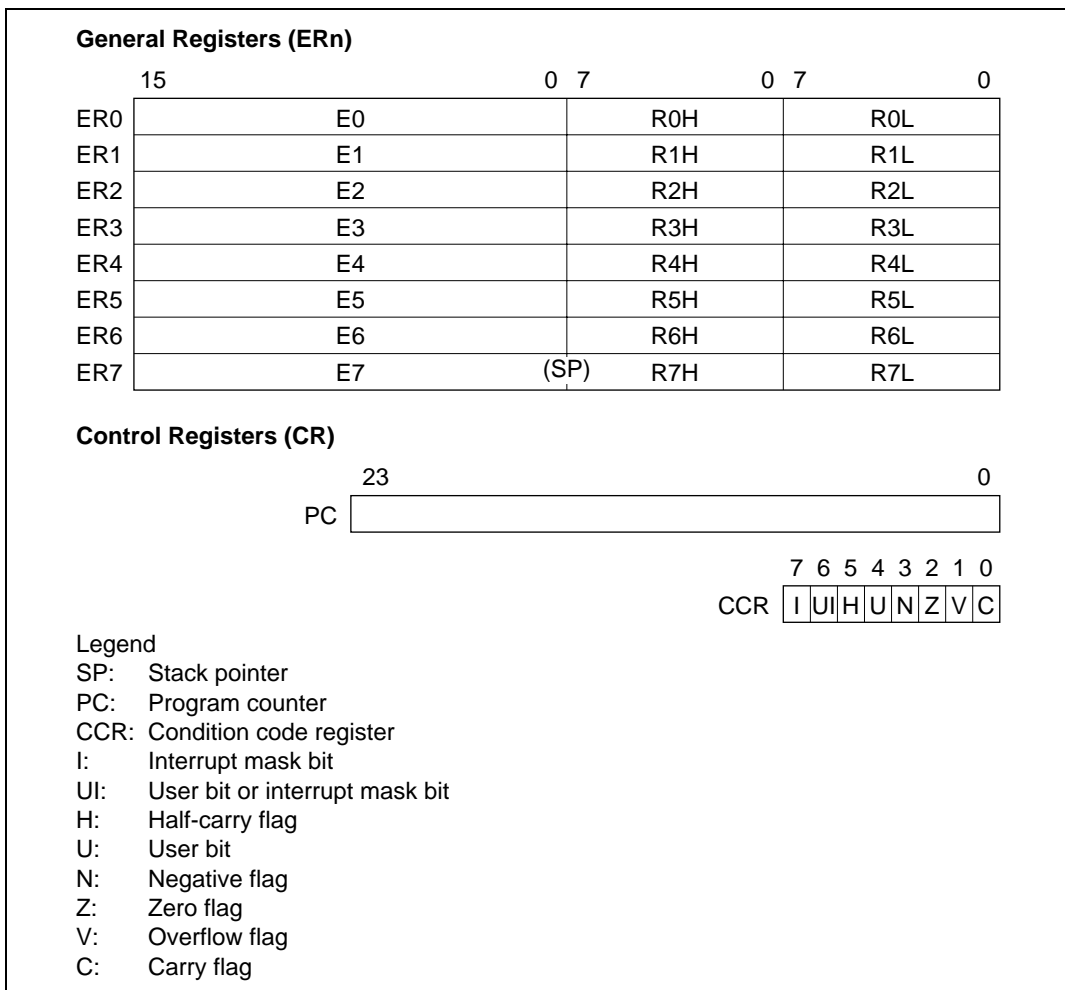 General Registers (ERn)
15 0 7 0 7 0
ER0 E0 R0H R0L
ER1 E1 R1H R1L
ER2 E2 R2H R2L
ER3 E3 R3H R3L
ER4 E4 R4H R4L
ER5 E5 R5H R5L
ER6 E6 R6H R6L
ER7 E7 (SP) R7H R7L
Control Registers (CR)
23 0
PC
7 6 5 4 3 2 1 0
CCR I UI H U N Z V C
Legend
SP: Stack pointer
PC: Program counter
CCR: Condition code register
I: Interrupt mask bit
UI: User bit or interrupt mask bit
H: Half-carry flag
U: User bit
N: Negative flag
Z: Zero flag
V: Overflow flag
C: Carry flag